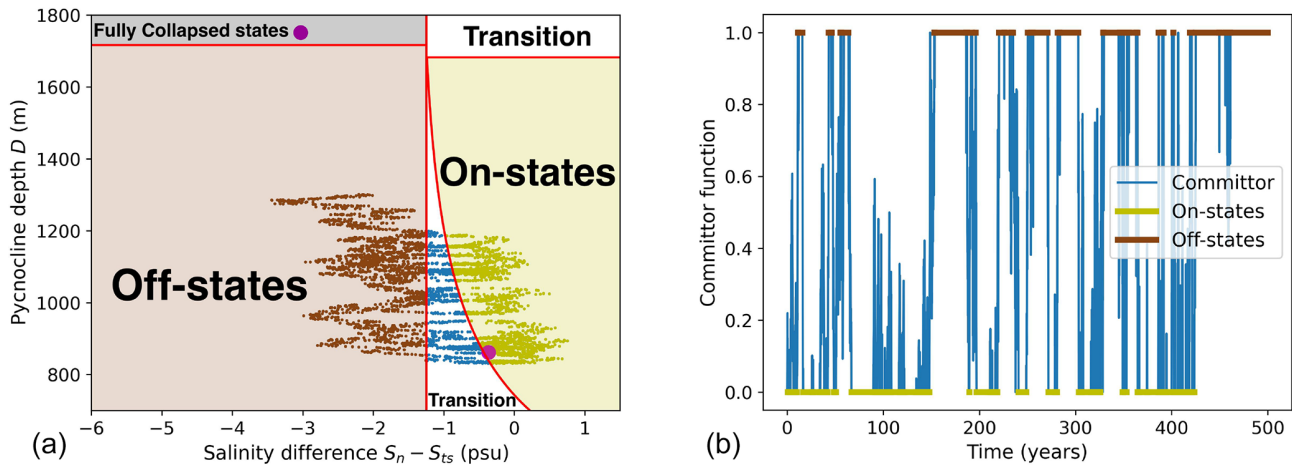 Fully Collapsed states
Transition
On-states
Off-states
Transition
1800
1600
1400
1200
1000
800
Pycnocline depth D (m)
−6 −5 −4 −3 −2 −1 0 1
Salinity difference Sn − Sts (psu)
(a)
1.0
0.8
0.6
0.4
0.2
0.0
Committor function
Committor
On-states
Off-states
0 100 200 300 400 500
Time (years)
(b)